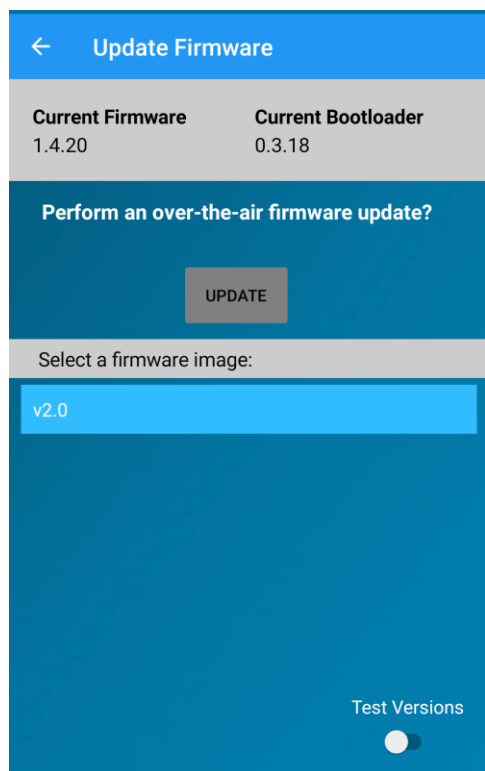 Update Firmware
Current Firmware
Current Bootloader
1.4.20
0.3.18
Perform an over-the-air firmware update?
UPDATE
Select a firmware image:
v2.0
Test Versions